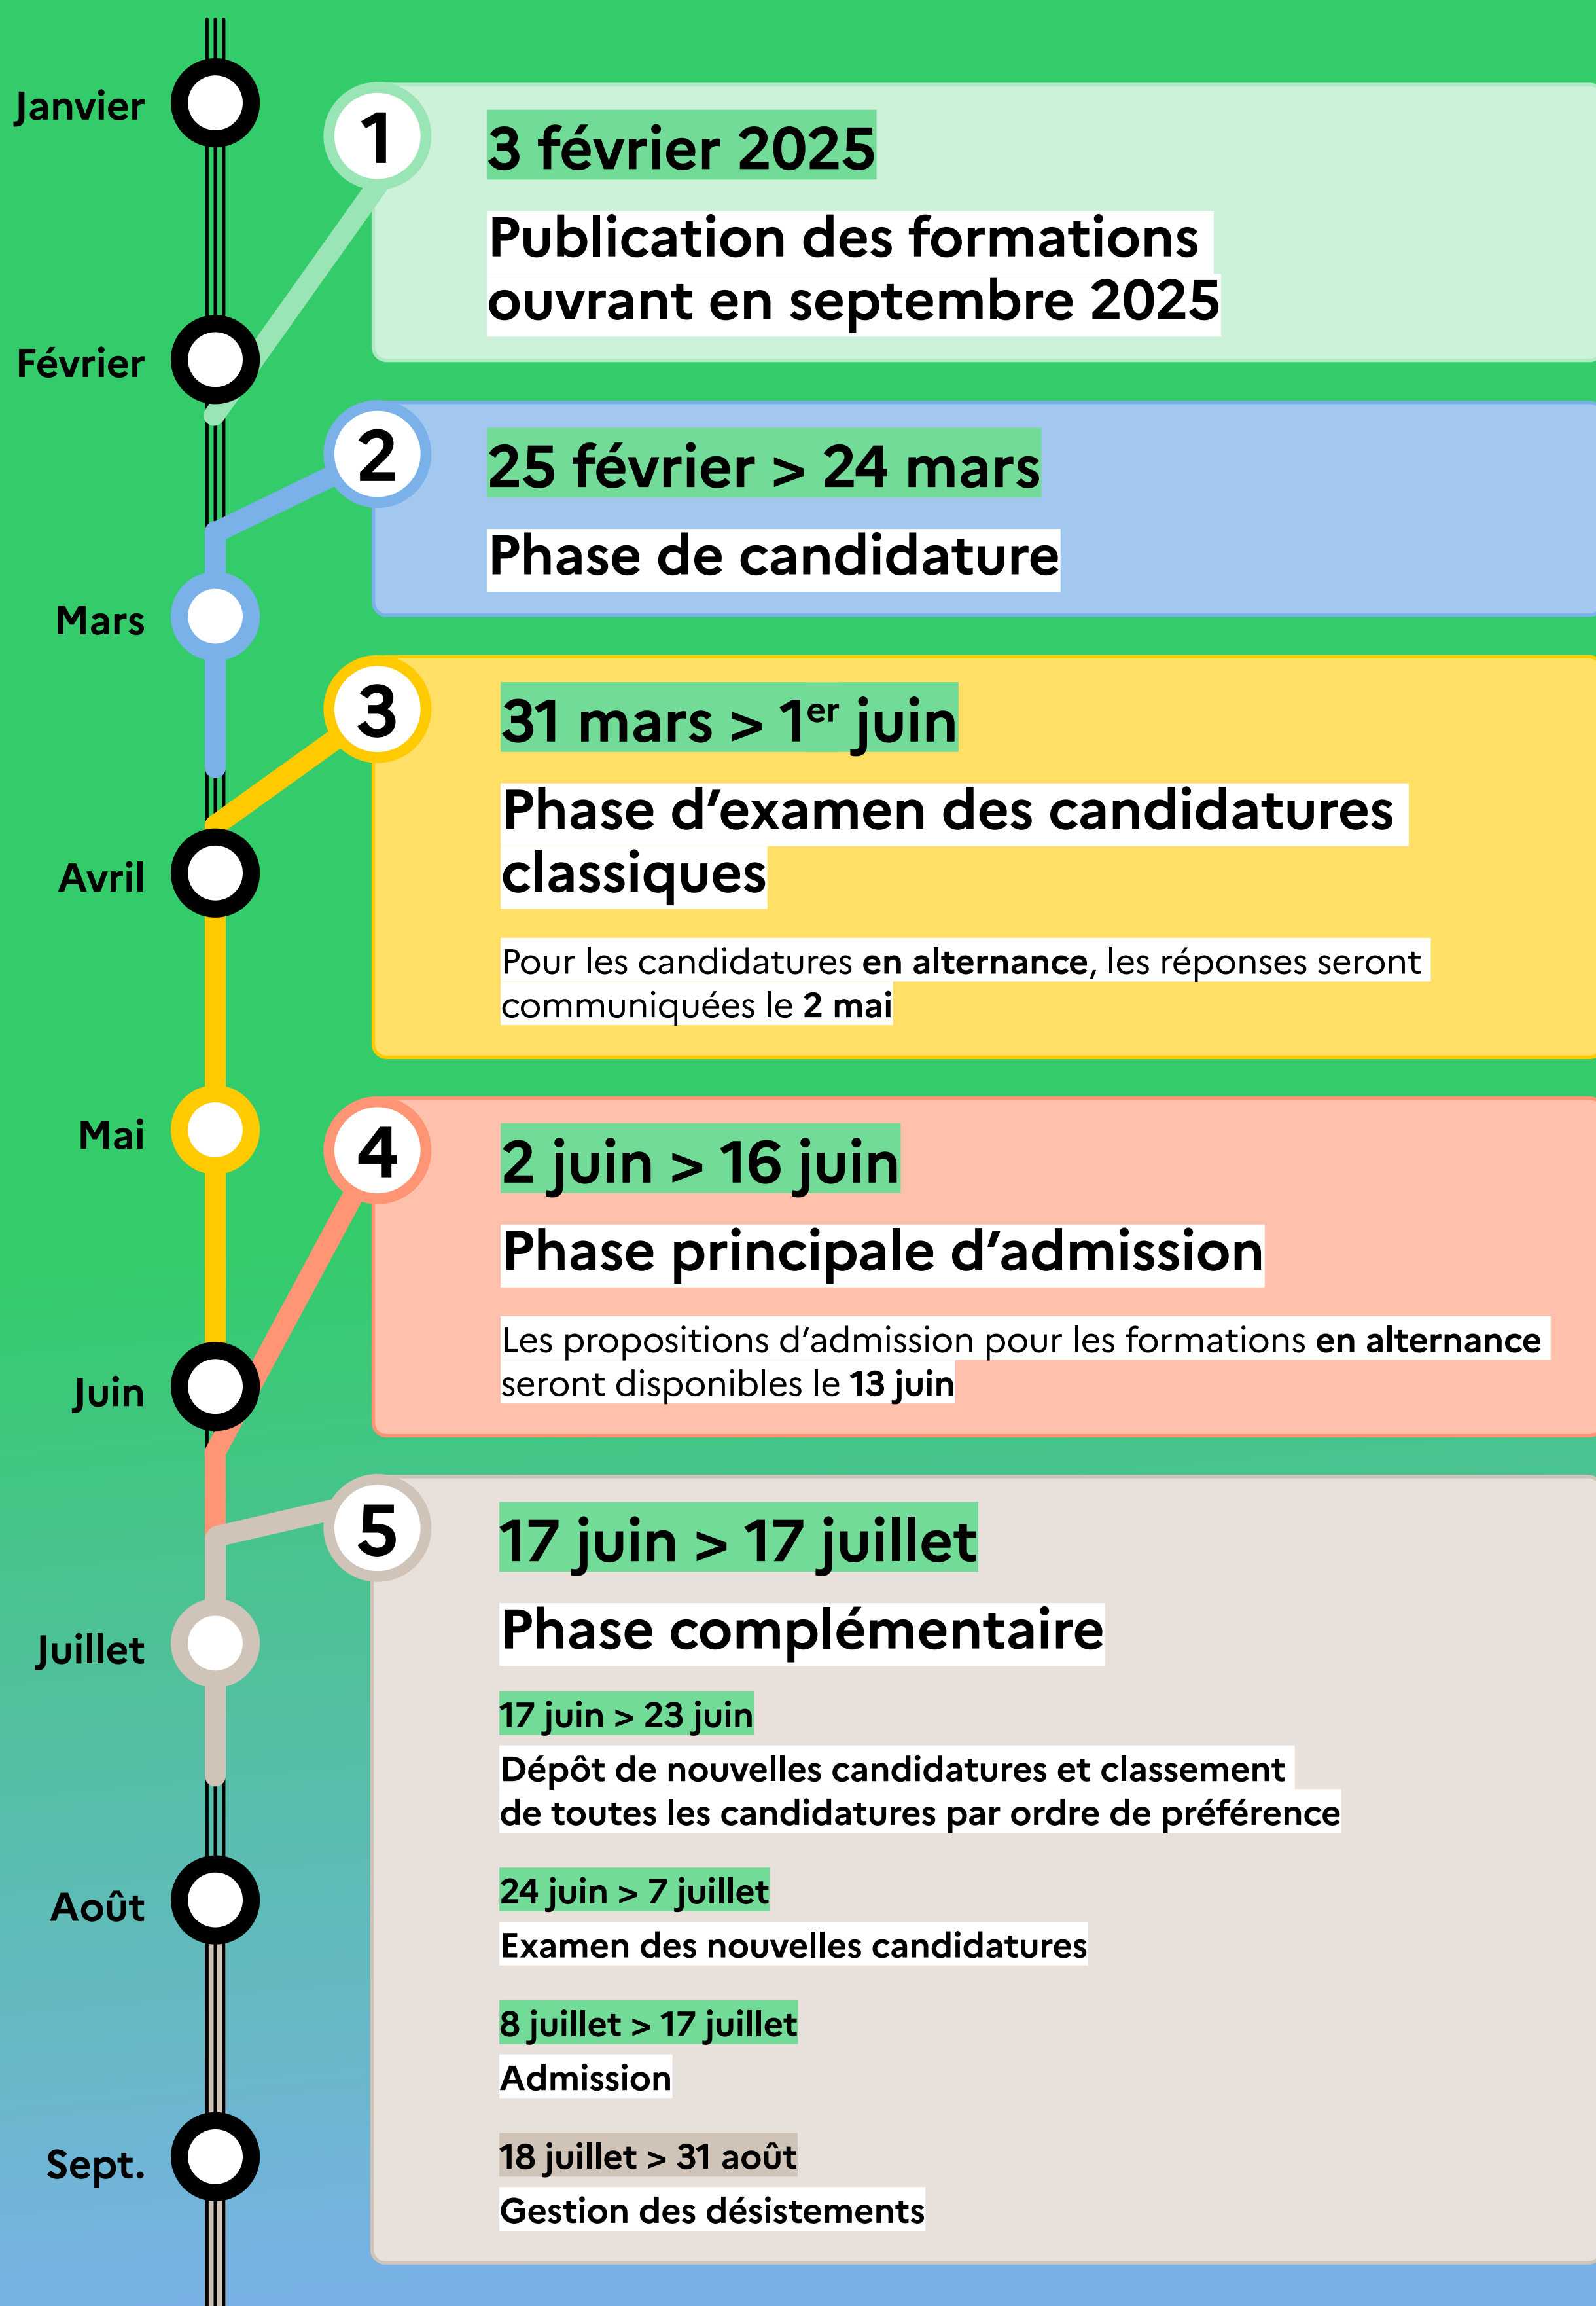 Janvier
Février
Mars
Avril
Mai
Juin
Juillet
Août
Sept.
1
3 février 2025
Publication des formations
ouvrant en septembre 2025
2
25 février > 24 mars
Phase de candidature
3
31 mars > 1er juin
Phase d’examen des candidatures
classiques
Pour les candidatures en alternance, les réponses seront
communiquées le 2 mai
4
2 juin > 16 juin
Phase principale d’admission
Les propositions d’admission pour les formations en alternance
seront disponibles le 13 juin
5
17 juin > 17 juillet
Phase complémentaire
17 juin > 23 juin
Dépôt de nouvelles candidatures et classement
de toutes les candidatures par ordre de préférence
24 juin > 7 juillet
Examen des nouvelles candidatures
8 juillet > 17 juillet
Admission
18 juillet > 31 août
Gestion des désistements